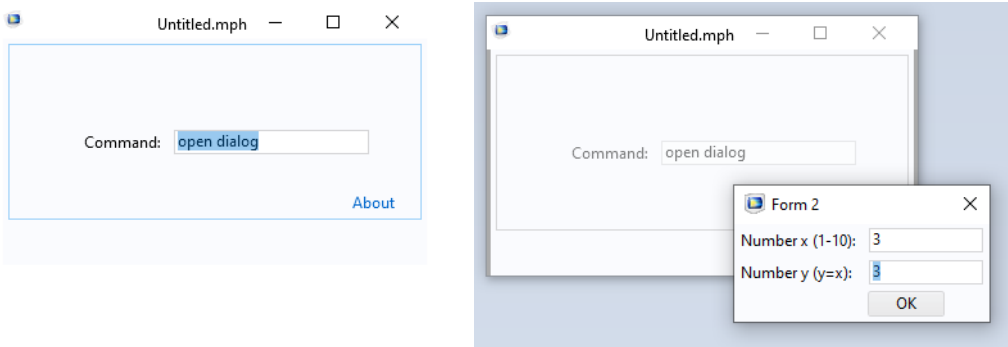 Untitled.mph
Command: open dialog
About
Untitled.mph
Command: open dialog
Form 2
Number x (1-10): 3
Number y (y=x): 3
OK